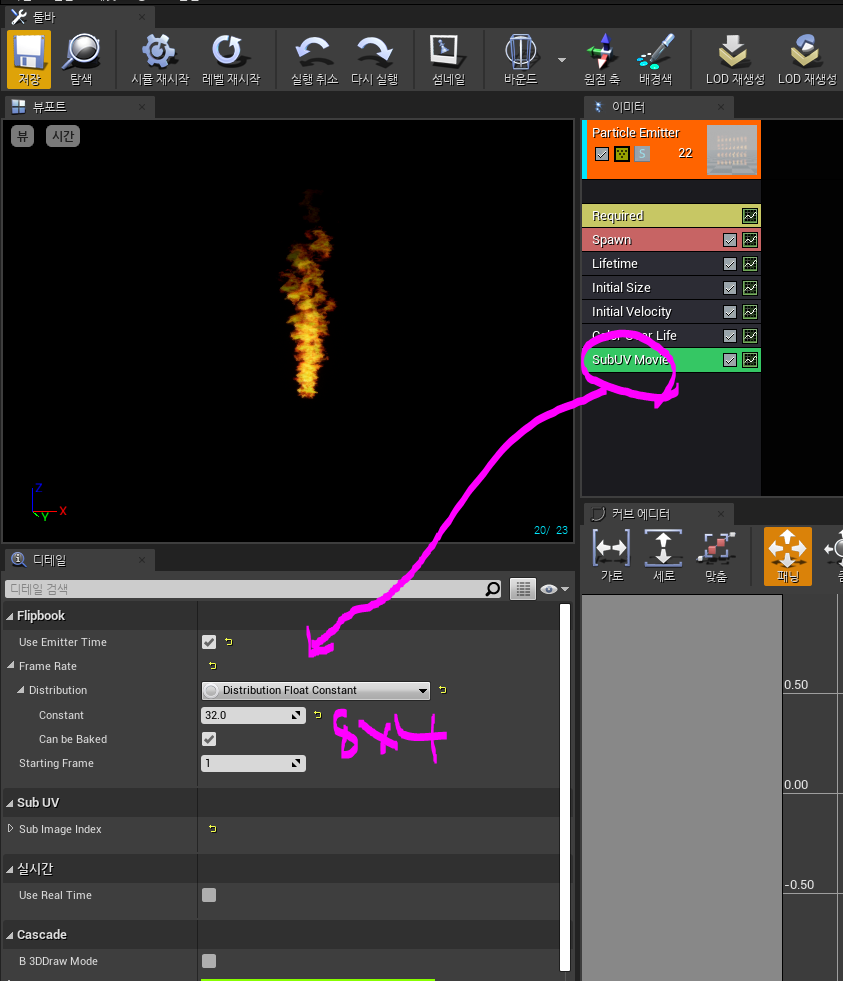 툴바
저장
탐색
시뮬 재시작
레벨 재시작
실행 취소
다시 실행
섬네일
바운드
원점 축
배경색
LOD 재생성
LOD 재생성
뷰포트
이미터
뷰
시간
Particle Emitter
S
22
Required
Spawn
Lifetime
Initial Size
Initial Velocity
Color Over Life
SubUV Movie
Z
X
Y
20/ 23
커브 에디터
가로
세로
맞춤
패닝
디테일
디테일 검색
Flipbook
Use Emitter Time
Frame Rate
Distribution
Distribution Float Constant
Constant
32.0
8x4
Can be Baked
Starting Frame
1
Sub UV
Sub Image Index
실시간
Use Real Time
Cascade
B 3DDraw Mode
0.50
0.00
-0.50